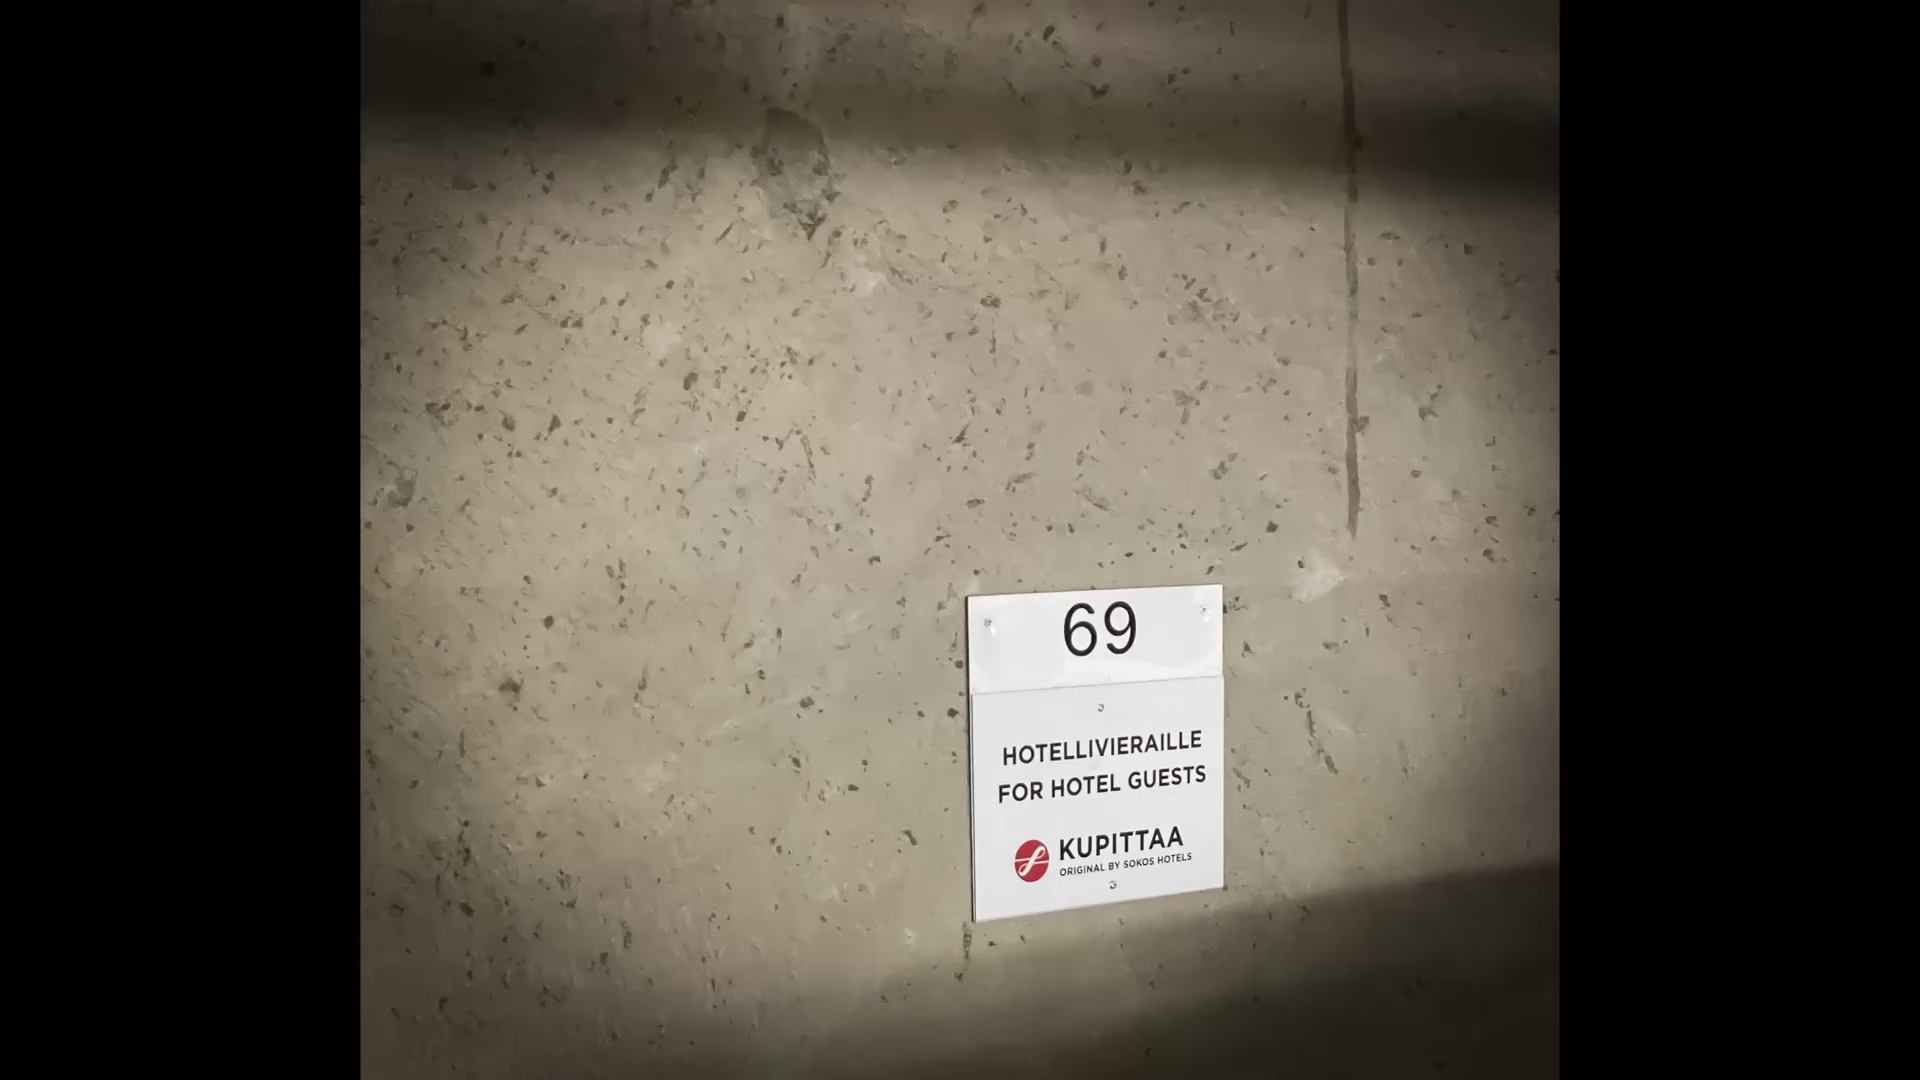 69
HOTELLIVIERAILLE
FOR HOTEL GUESTS
KUPITTAA
ORIGINAL BY SOKOS HOTELS